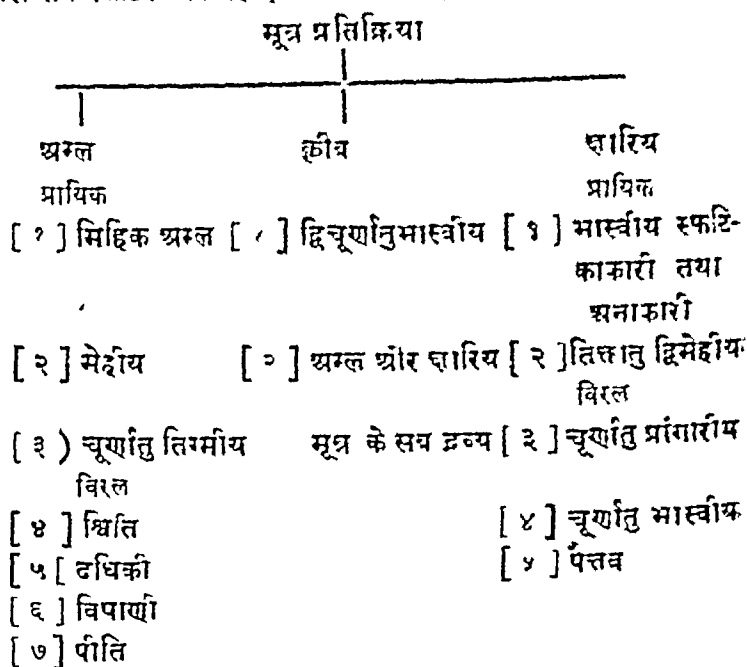 मूत्र प्रतिक्रिया
अम्ल क्लीव क्षारिय
प्रायिक प्रायिक
[ १ ] मिहिक अम्ल [ १ ] द्विचूर्णातुभास्वीय [ १ ] भास्वीय स्फटि-
काकारी तथा
अनाकारी
[ २ ] मेहीय [ २ ] अम्ल और क्षारिय [ २ ] तिक्तातु द्विमेहीय
विरल
[ ३ ) चूर्णातु तिग्मीय मूत्र के सब द्रव्य [ ३ ] चूर्णातु प्रांगारीय
विरल
[ ४ ] श्विति [ ४ ] चूर्णातु भास्वीय
[ ५ [ दधिकी [ ५ ] पैत्तव
[ ६ ] विषाणी
[ ७ ] पीति